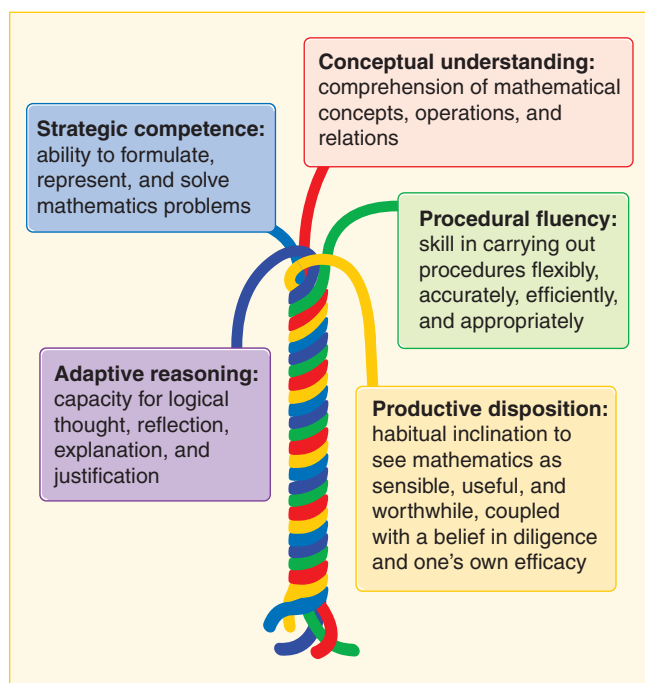 Conceptual understanding:
comprehension of mathematical
concepts, operations, and
relations
Strategic competence:
ability to formulate,
represent, and solve
mathematics problems
Procedural fluency:
skill in carrying out
procedures flexibly,
accurately, efficiently,
and appropriately
Adaptive reasoning:
capacity for logical
thought, reflection,
explanation, and
justification
Productive disposition:
habitual inclination to
see mathematics as
sensible, useful, and
worthwhile, coupled
with a belief in diligence
and one’s own efficacy